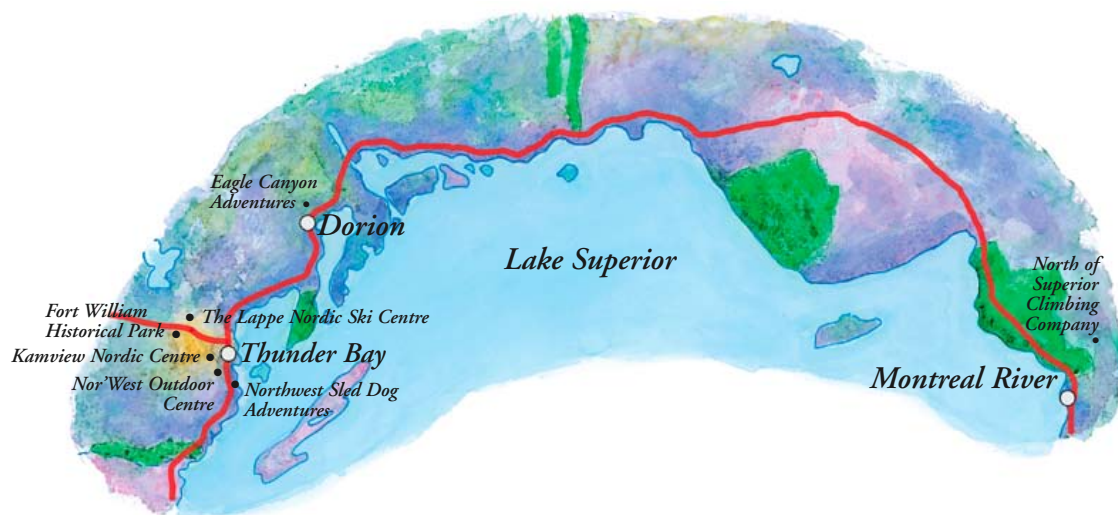 Eagle Canyon
Adventures
Dorion
Lake Superior
North of
Superior
Climbing
Company
Fort William
Historical Park
The Lappe Nordic Ski Centre
Kamview Nordic Centre
Thunder Bay
Nor'West Outdoor
Centre
Northwest Sled Dog
Adventures
Montreal River